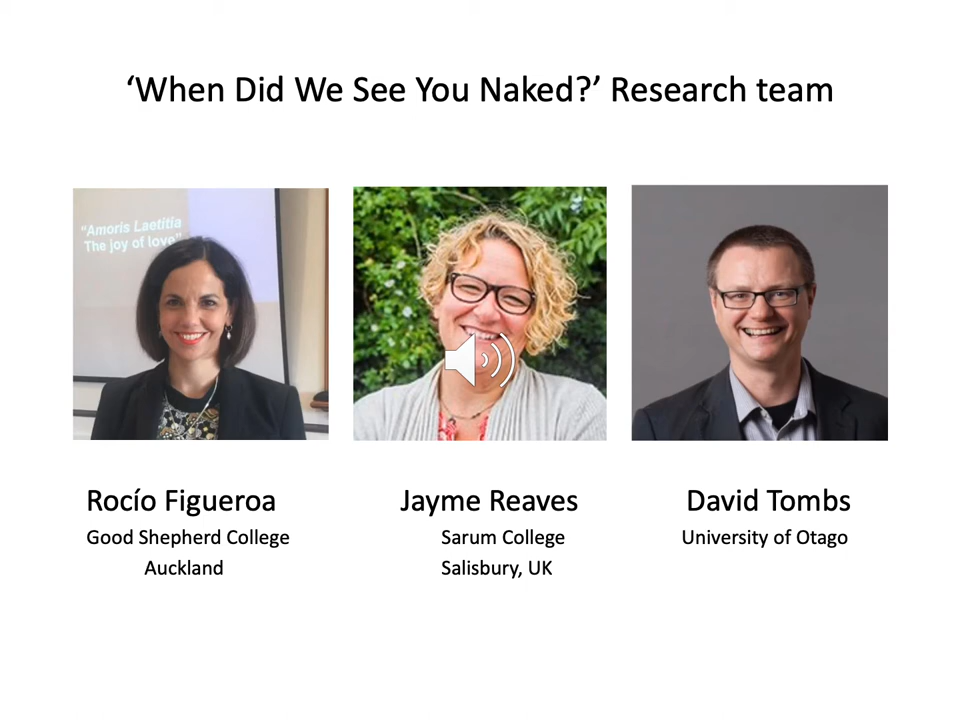 ‘When Did We See You Naked?’ Research team
“Amoris Laetitia
The joy of love”
Rocío Figueroa
Jayme Reaves
David Tombs
Good Shepherd College
Sarum College
University of Otago
Auckland
Salisbury, UK